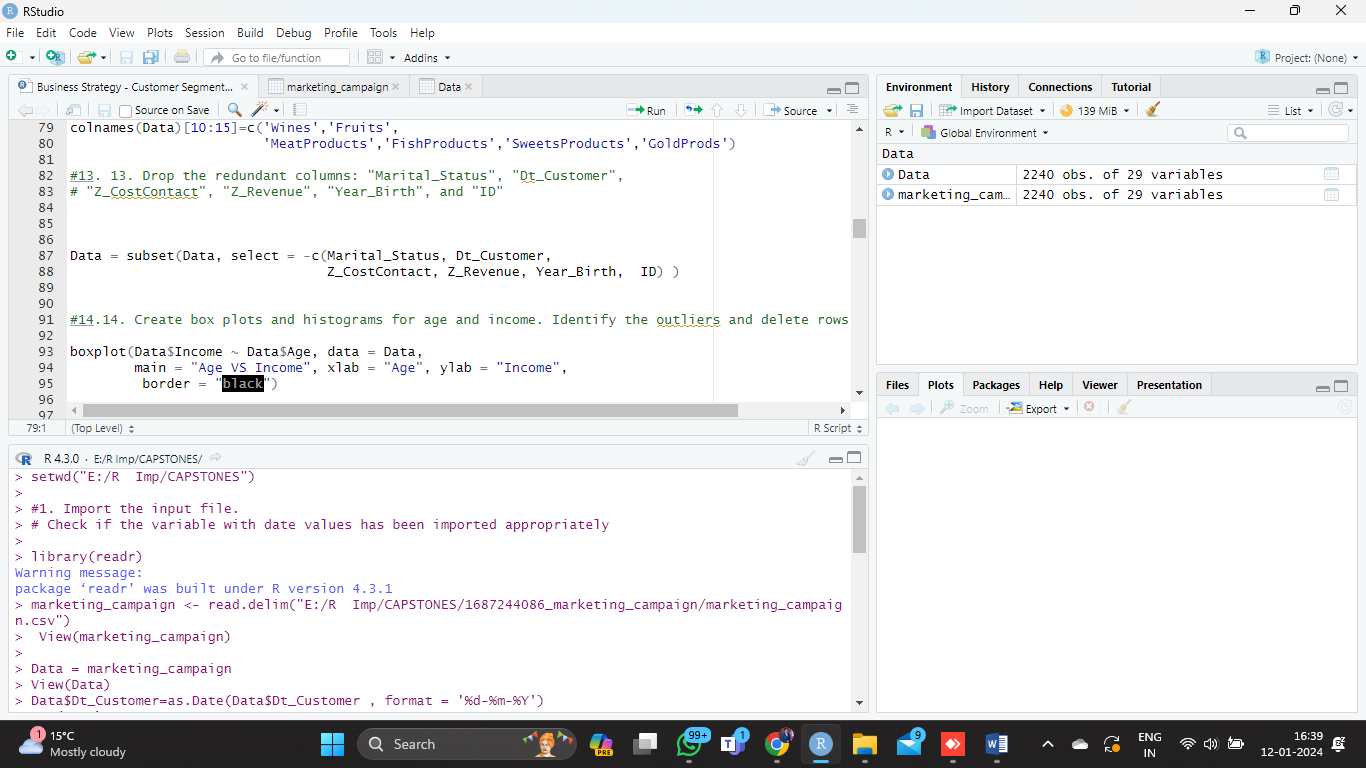 RStudio
File Edit Code View Plots Session Build Debug Profile Tools Help
Go to file/function Addins Project: (None)
Business Strategy - Customer Segment... marketing_campaign Data
Source on Save Run Source
79 colnames(Data)[10:15]=c('Wines','Fruits',
80 'MeatProducts','FishProducts','SweetsProducts','GoldProds')
81
82 #13. 13. Drop the redundant columns: "Marital_Status", "Dt_Customer",
83 # "Z_CostContact", "Z_Revenue", "Year_Birth", and "ID"
84
85
86
87 Data = subset(Data, select = -c(Marital_Status, Dt_Customer,
88 Z_CostContact, Z_Revenue, Year_Birth, ID) )
89
90
91 #14.14. Create box plots and histograms for age and income. Identify the outliers and delete rows
92
93 boxplot(Data$Income ~ Data$Age, data = Data,
94 main = "Age VS Income", xlab = "Age", ylab = "Income",
95 border = "black")
96
97
79:1 (Top Level) R Script
R 4.3.0 · E:/R Imp/CAPSTONES/
> setwd("E:/R  Imp/CAPSTONES")
>
> #1. Import the input file.
> # Check if the variable with date values has been imported appropriately
>
> library(readr)
Warning message:
package ‘readr’ was built under R version 4.3.1
> marketing_campaign <- read.delim("E:/R  Imp/CAPSTONES/1687244086_marketing_campaign/marketing_campaig
n.csv")
>  View(marketing_campaign)
>
> Data = marketing_campaign
> View(Data)
> Data$Dt_Customer=as.Date(Data$Dt_Customer , format = '%d-%m-%Y')
Environment History Connections Tutorial
Import Dataset 139 MiB List
R Global Environment
Data
Data 2240 obs. of 29 variables
marketing_cam… 2240 obs. of 29 variables
Files Plots Packages Help Viewer Presentation
Zoom Export
1 15°C
Mostly cloudy
Search
PRE
99+
1
9
ENG
IN
16:39
12-01-2024